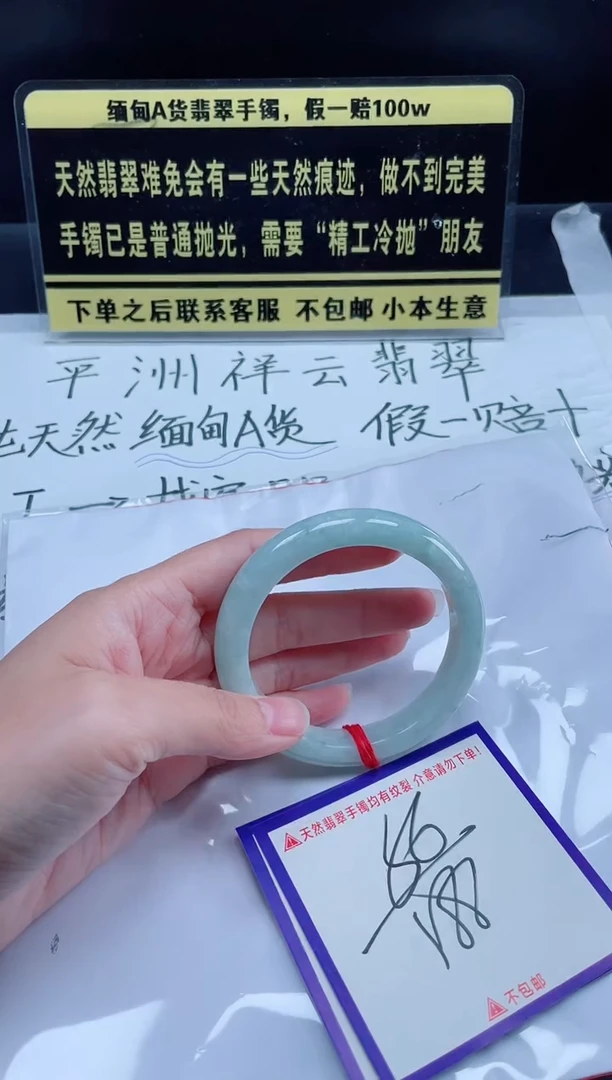 缅甸A货翡翠手镯，假一赔100w
天然翡翠难免会有一些天然痕迹，做不到完美
手镯已是普通抛光，需要“精工冷抛”朋友
下单之后联系客服 不包邮 小本生意
平洲祥云翡翠
天然缅甸A货 假一赔十
天然翡翠手镯均有纹裂 介意请勿下单！
不包邮